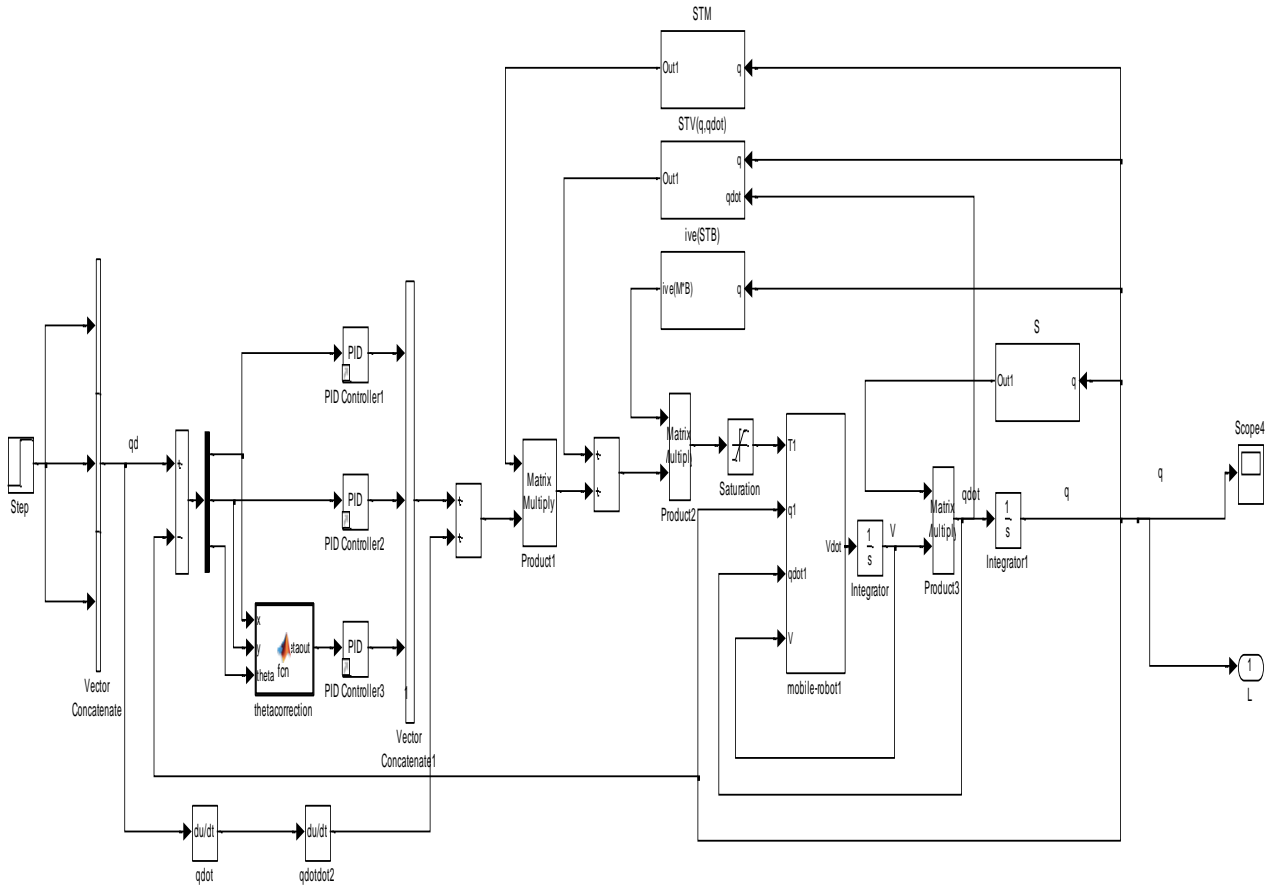 STM
Out1
q
STV(q,qdot)
q
Out1
qdot
ive(STB)
ive(M*B)
q
S
Out1
q
PID
PID Controller1
qd
Step
PID
PID Controller2
Matrix
Multiply
Product1
Matrix
Multiply
Product2
Saturation
T1
q1
qdot1
V
Vdot
mobile-robot1
1
s
Integrator
V
Matrix
Multiply
Product3
qdot
1
s
Integrator1
q
q
Scope4
1
L
x
y
theta
etaout
fcn
thetacorrection
PID
PID Controller3
1
Vector
Concatenate
Vector
Concatenate1
du/dt
qdot
du/dt
qdotdot2